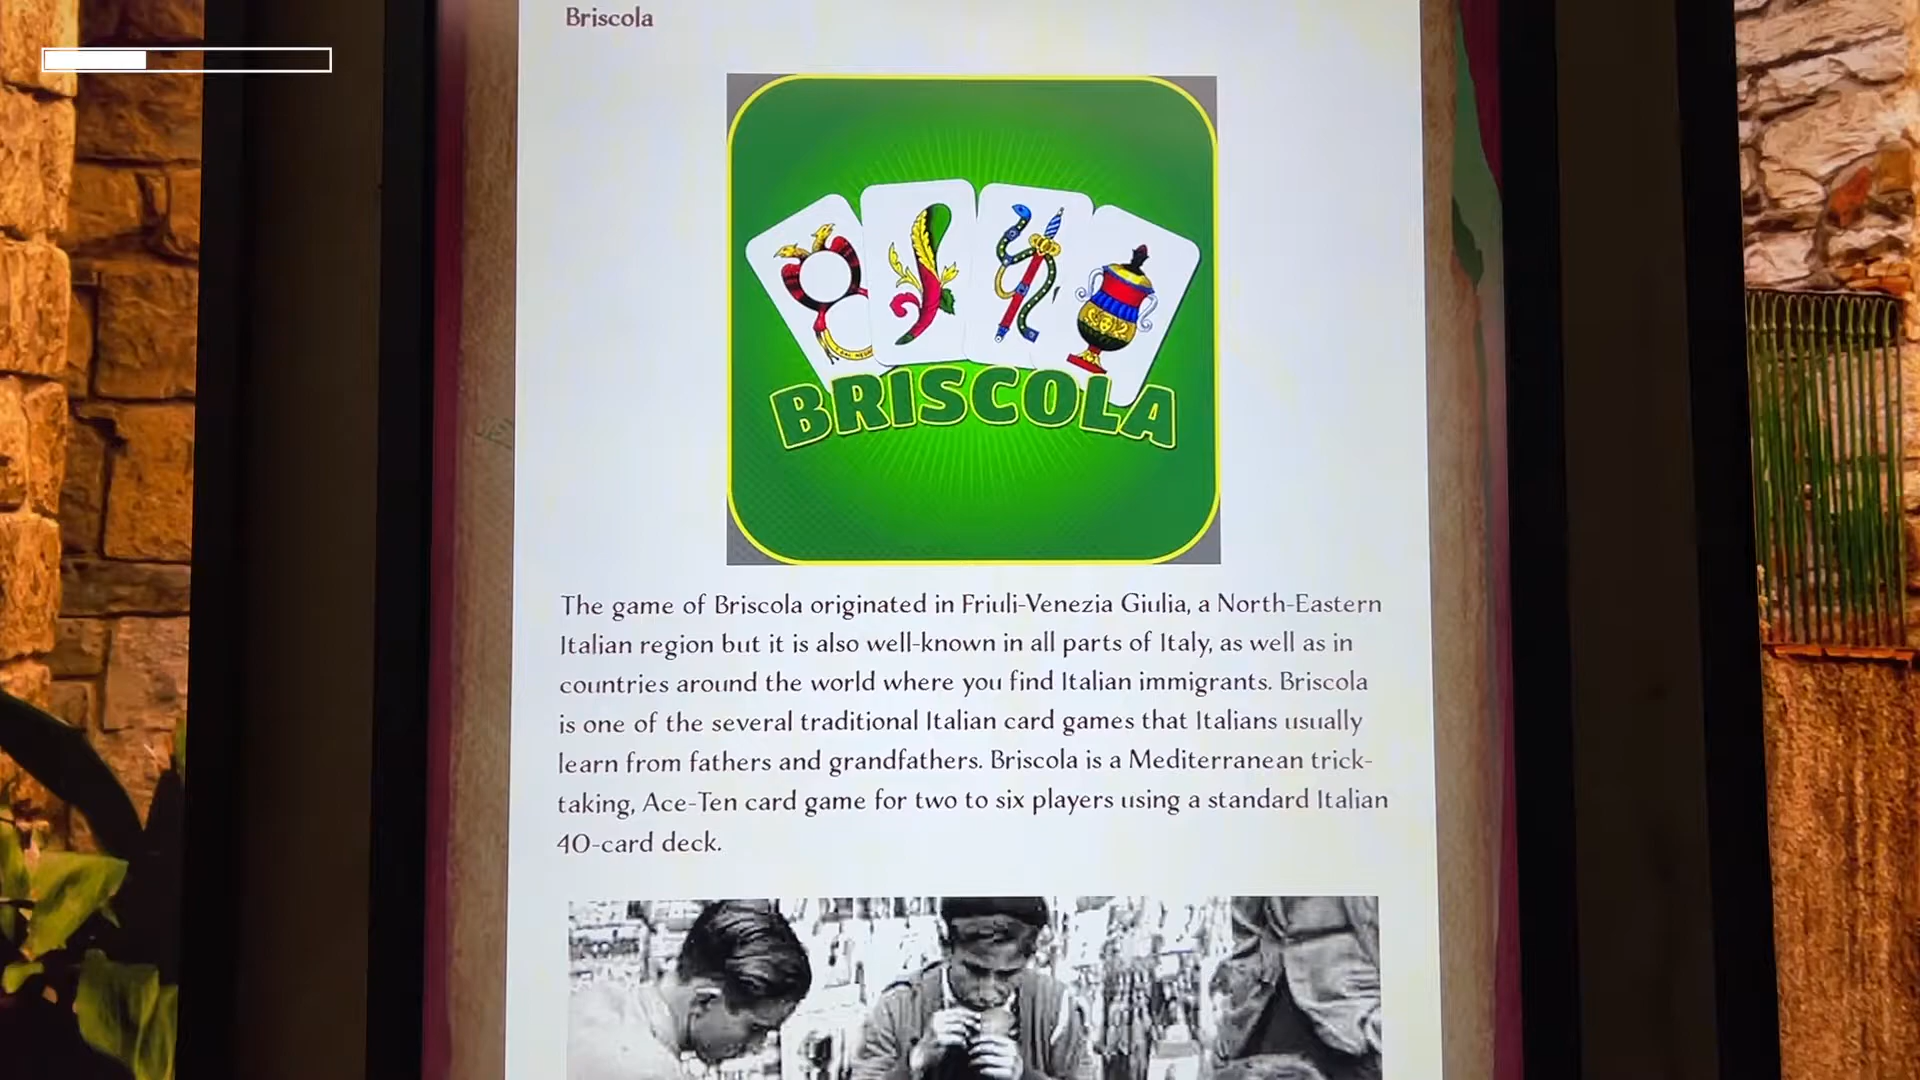 Briscola
BRISCOLA
The game of Briscola originated in Friuli-Venezia Giulia, a North-Eastern
Italian region but it is also well-known in all parts of Italy, as well as in
countries around the world where you find Italian immigrants. Briscola
is one of the several traditional Italian card games that Italians usually
learn from fathers and grandfathers. Briscola is a Mediterranean trick-
taking, Ace-Ten card game for two to six players using a standard Italian
40-card deck.